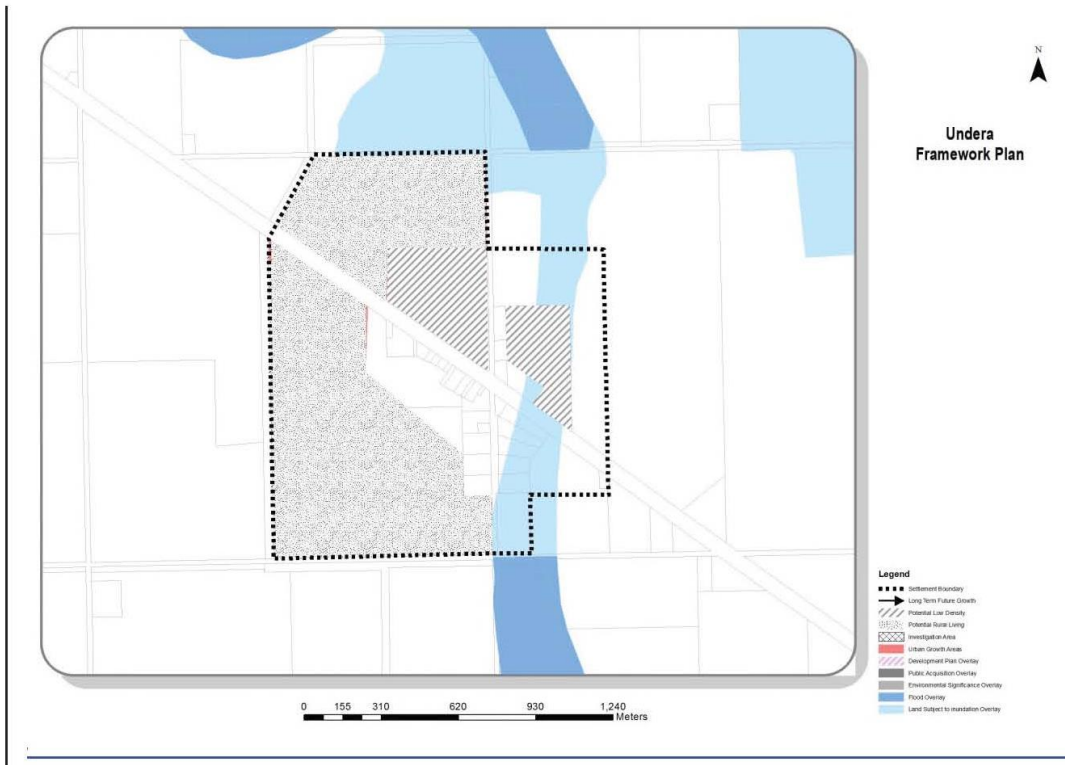 N
Undera
Framework Plan
Legend
Settlement Boundary
Long Term Future Growth
Potential Low Density
Potential Rural Living
Investigation Area
Urban Growth Areas
Development Plan Overlay
Public Acquisition Overlay
Environmental Significance Overlay
Flood Overlay
Land Subject to Inundation Overlay
0 155 310 620 930 1,240
Meters